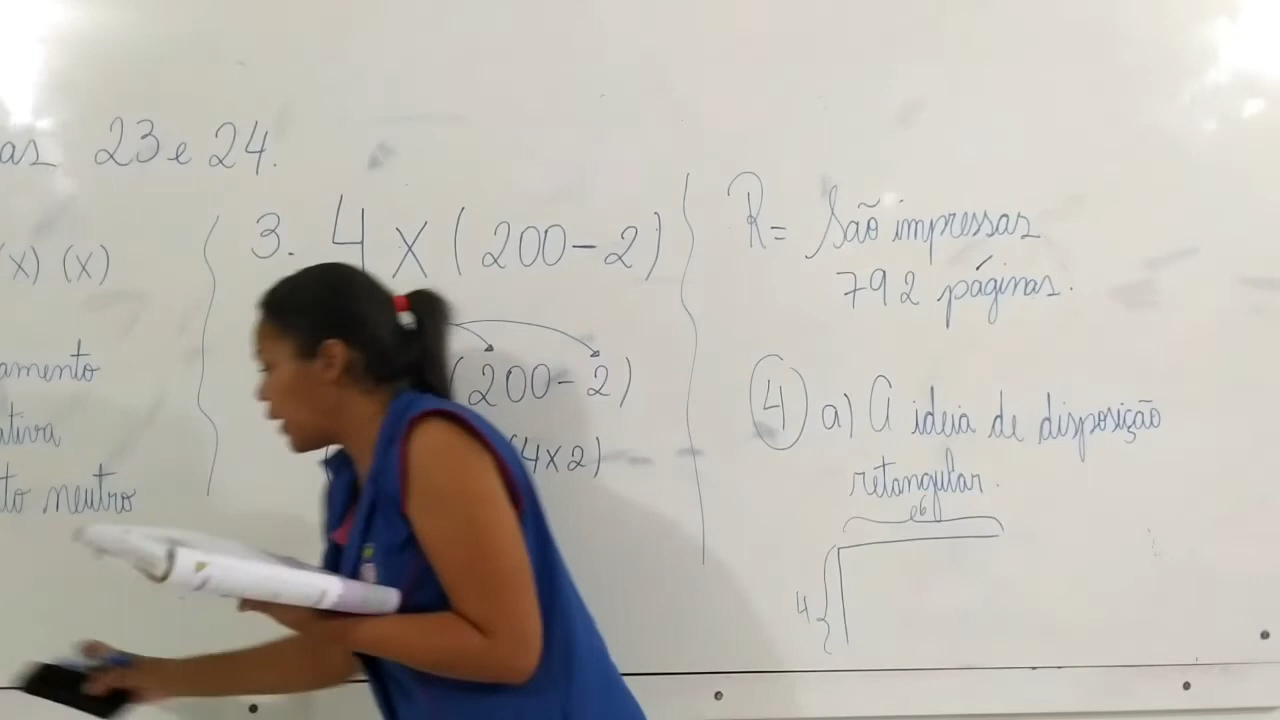 as 23 e 24.
x) (x)
amento
ativa
to neutro
3. 4 x (200-2)
(200-2)
(4x2)
R= São impressas
792 páginas.
4 a) A ideia de disposição
retangular.
6
4